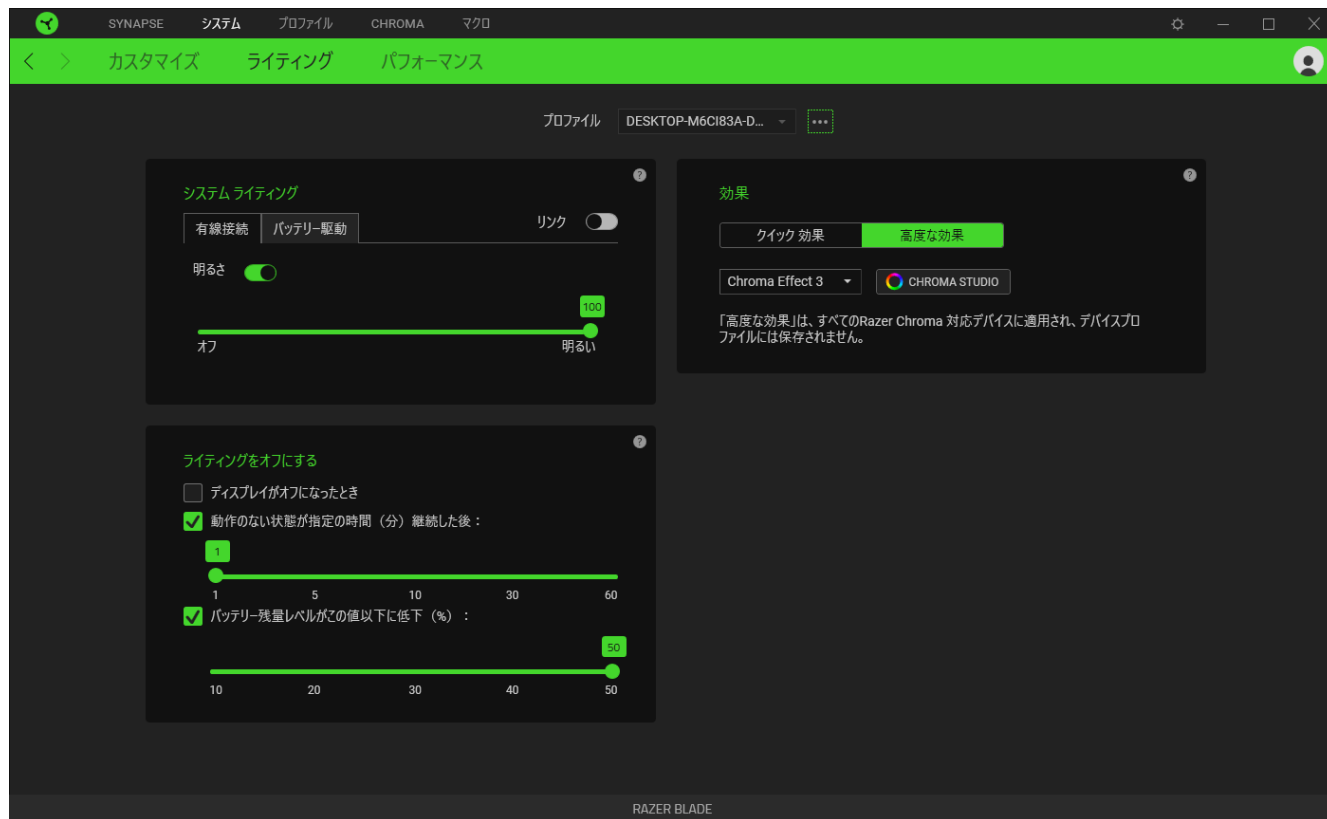 SYNAPSE システム プロファイル CHROMA マクロ
カスタマイズ ライティング パフォーマンス
プロファイル DESKTOP-M6CI83A-D...
システム ライティング
有線接続 バッテリー駆動 リンク
明るさ
100
オフ 明るい
効果
クイック 効果 高度な効果
Chroma Effect 3 CHROMA STUDIO
「高度な効果」は、すべてのRazer Chroma 対応デバイスに適用され、デバイスプロ
ファイルには保存されません。
ライティングをオフにする
ディスプレイがオフになったとき
動作のない状態が指定の時間（分）継続した後：
1
1 5 10 30 60
バッテリー残量レベルがこの値以下に低下（%）：
50
10 20 30 40 50
RAZER BLADE